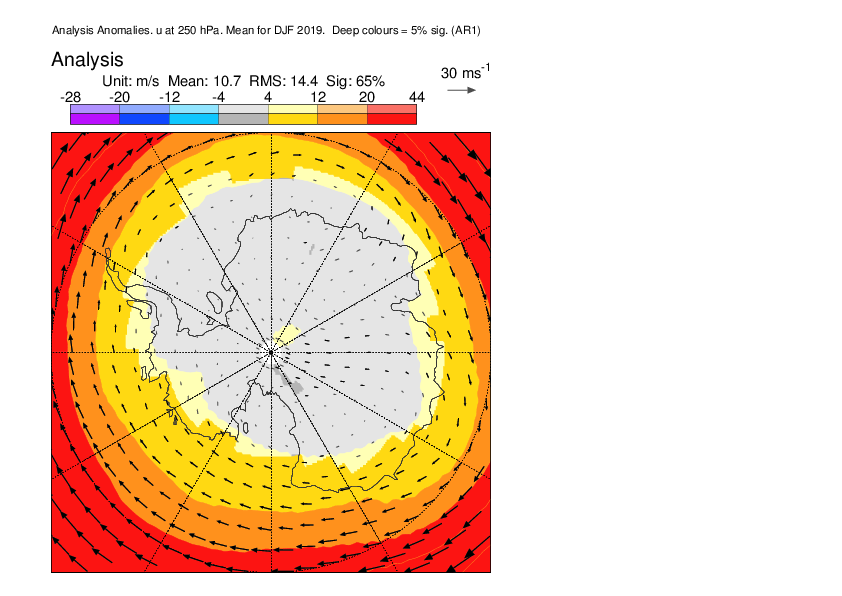 Analysis Anomalies. u at 250 hPa. Mean for DJF 2019.  Deep colours = 5% sig. (AR1)
Analysis
30 ms-1
Unit: m/s  Mean: 10.7  RMS: 14.4  Sig: 65%
-28 -20 -12 -4 4 12 20 44